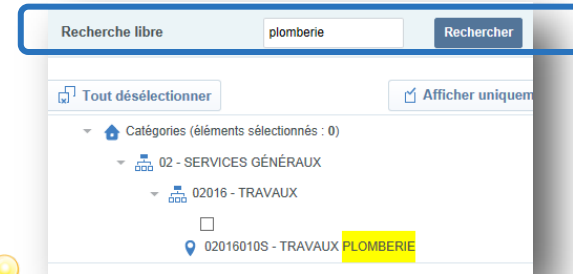 Recherche libre plomberie Rechercher
Tout désélectionner Afficher uniquem
Catégories (éléments sélectionnés : 0)
02 - SERVICES GÉNÉRAUX
02016 - TRAVAUX
02016010S - TRAVAUX PLOMBERIE